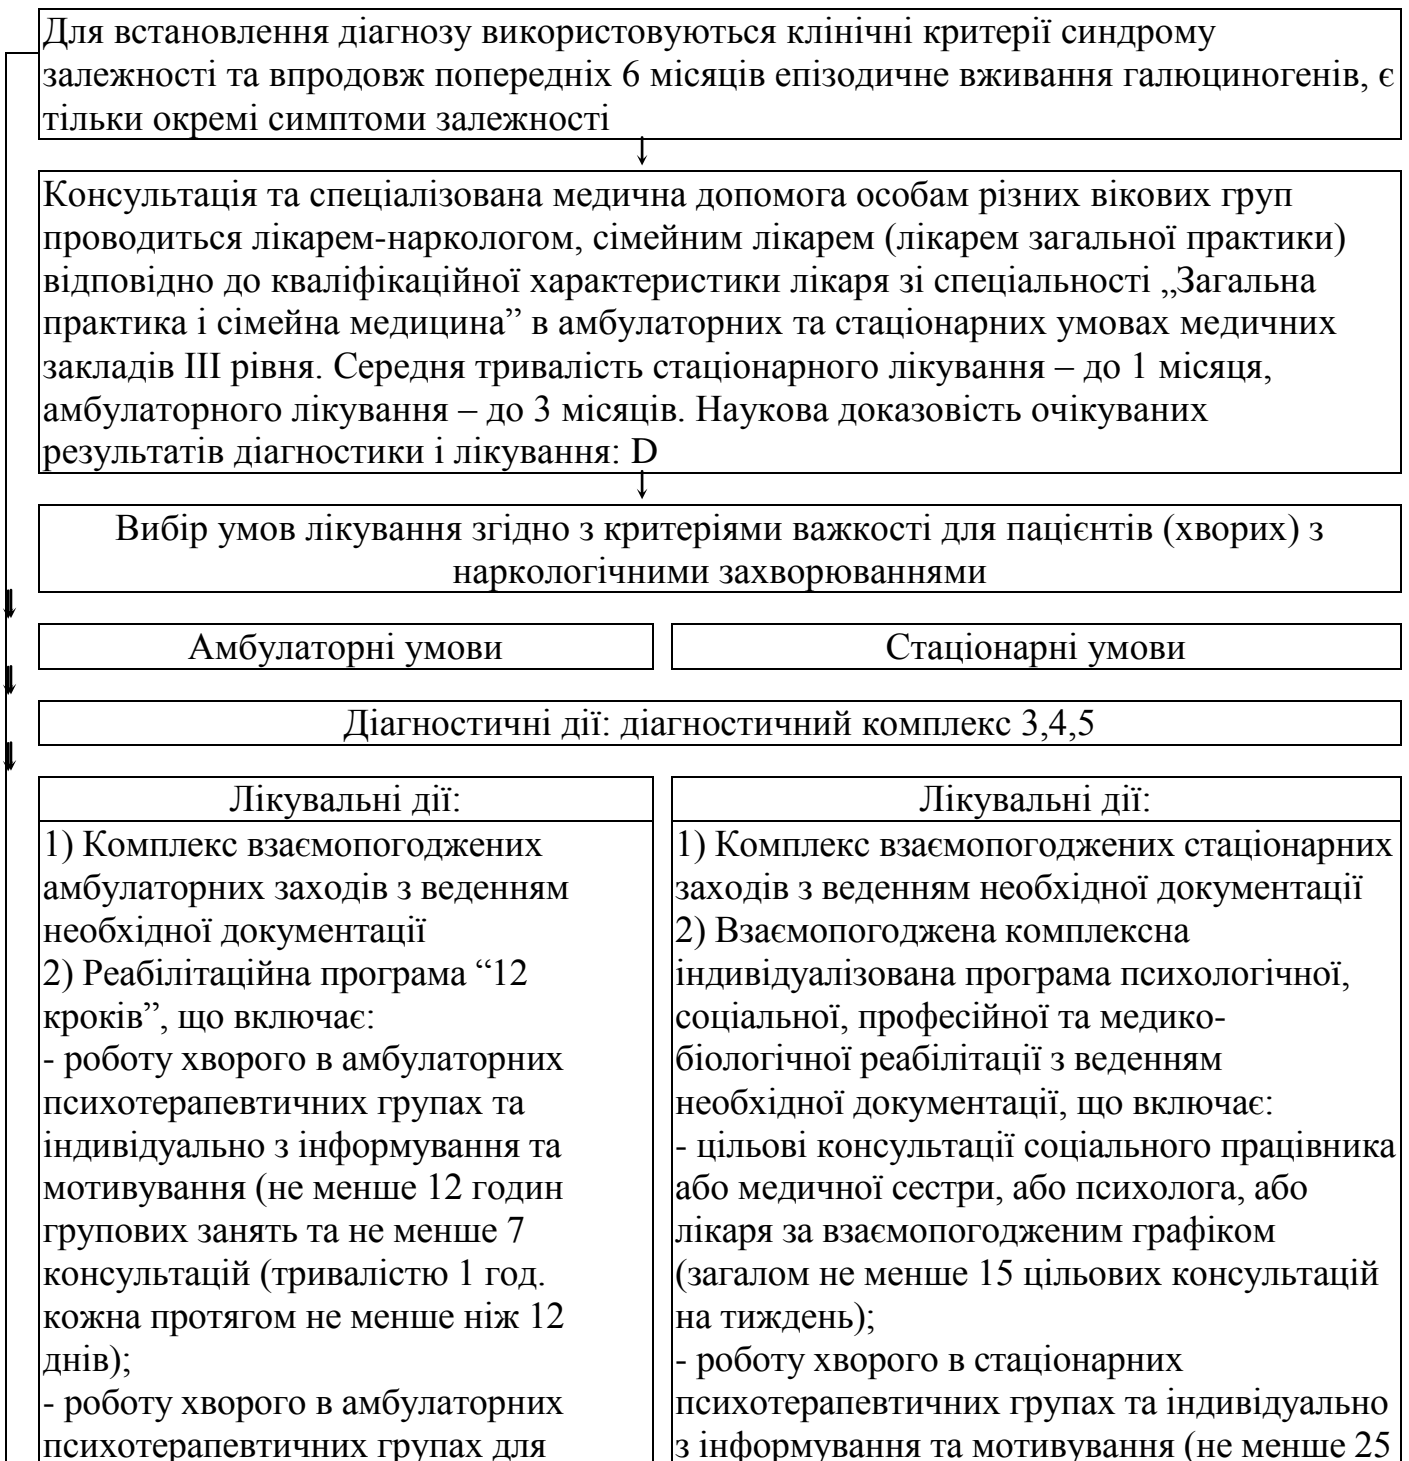 Для встановлення діагнозу використовуються клінічні критерії синдрому
залежності та впродовж попередніх 6 місяців епізодичне вживання галюциногенів, є
тільки окремі симптоми залежності
Консультація та спеціалізована медична допомога особам різних вікових груп
проводиться лікарем-наркологом, сімейним лікарем (лікарем загальної практики)
відповідно до кваліфікаційної характеристики лікаря зі спеціальності „Загальна
практика і сімейна медицина” в амбулаторних та стаціонарних умовах медичних
закладів ІІІ рівня. Середня тривалість стаціонарного лікування – до 1 місяця,
амбулаторного лікування – до 3 місяців. Наукова доказовість очікуваних
результатів діагностики і лікування: D
Вибір умов лікування згідно з критеріями важкості для пацієнтів (хворих) з
наркологічними захворюваннями
Амбулаторні умови
Стаціонарні умови
Діагностичні дії: діагностичний комплекс 3,4,5
Лікувальні дії:
1) Комплекс взаємопогоджених
амбулаторних заходів з веденням
необхідної документації
2) Реабілітаційна програма “12
кроків”, що включає:
- роботу хворого в амбулаторних
психотерапевтичних групах та
індивідуально з інформування та
мотивування (не менше 12 годин
групових занять та не менше 7
консультацій (тривалістю 1 год.
кожна протягом не менше ніж 12
днів);
- роботу хворого в амбулаторних
психотерапевтичних групах для
Лікувальні дії:
1) Комплекс взаємопогоджених стаціонарних
заходів з веденням необхідної документації
2) Взаємопогоджена комплексна
індивідуалізована програма психологічної,
соціальної, професійної та медико-
біологічної реабілітації з веденням
необхідної документації, що включає:
- цільові консультації соціального працівника
або медичної сестри, або психолога, або
лікаря за взаємопогодженим графіком
(загалом не менше 15 цільових консультацій
на тиждень);
- роботу хворого в стаціонарних
психотерапевтичних групах та індивідуально
з інформування та мотивування (не менше 25